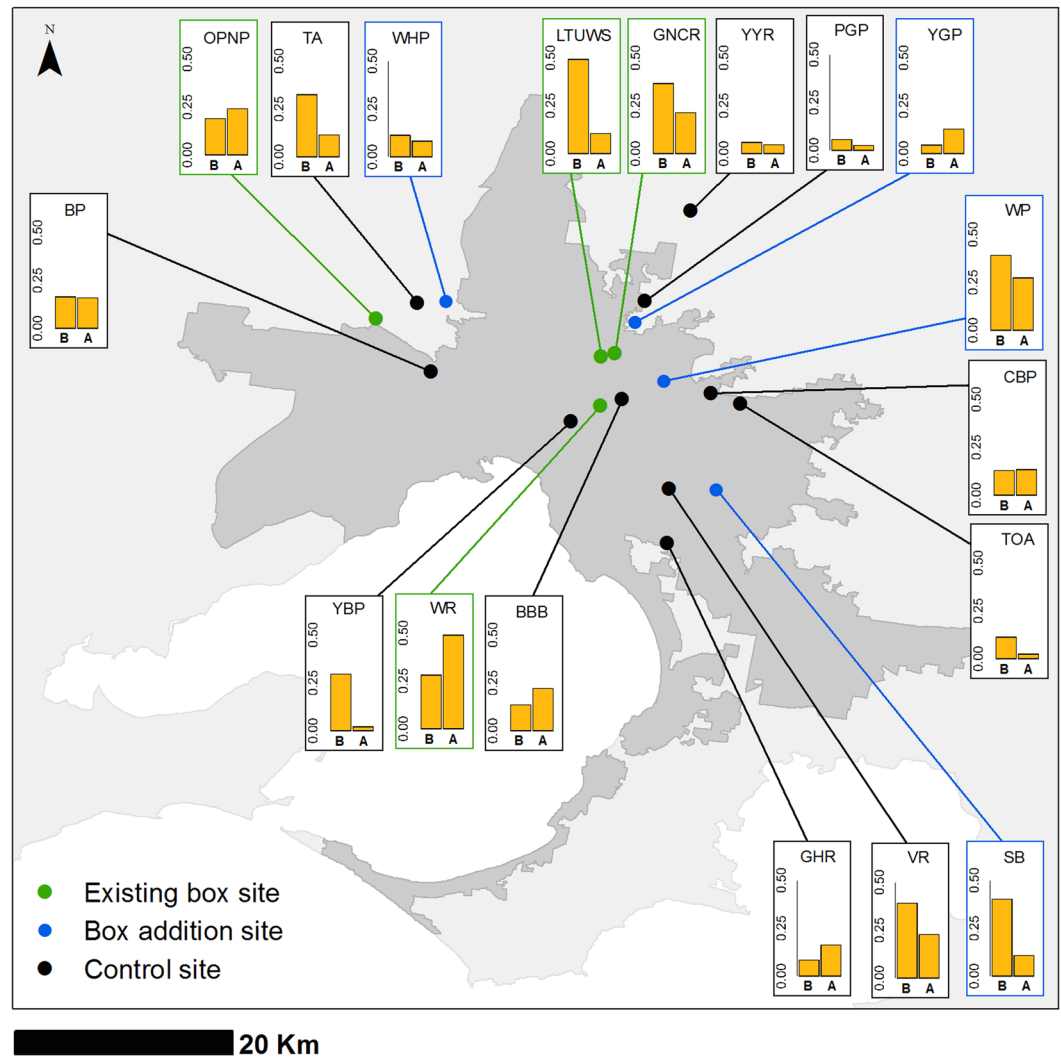 N
OPNP
0.50
0.25
0.00
B A
TA
0.50
0.25
0.00
B A
WHP
0.50
0.25
0.00
B A
LTUWS
0.50
0.25
0.00
B A
GNCR
0.50
0.25
0.00
B A
YYR
0.50
0.25
0.00
B A
PGP
0.50
0.25
0.00
B A
YGP
0.50
0.25
0.00
B A
BP
0.50
0.25
0.00
B A
WP
0.50
0.25
0.00
B A
CBP
0.50
0.25
0.00
B A
TOA
0.50
0.25
0.00
B A
YBP
0.50
0.25
0.00
B A
WR
0.50
0.25
0.00
B A
BBB
0.50
0.25
0.00
B A
GHR
0.50
0.25
0.00
B A
VR
0.50
0.25
0.00
B A
SB
0.50
0.25
0.00
B A
Existing box site
Box addition site
Control site
20 Km